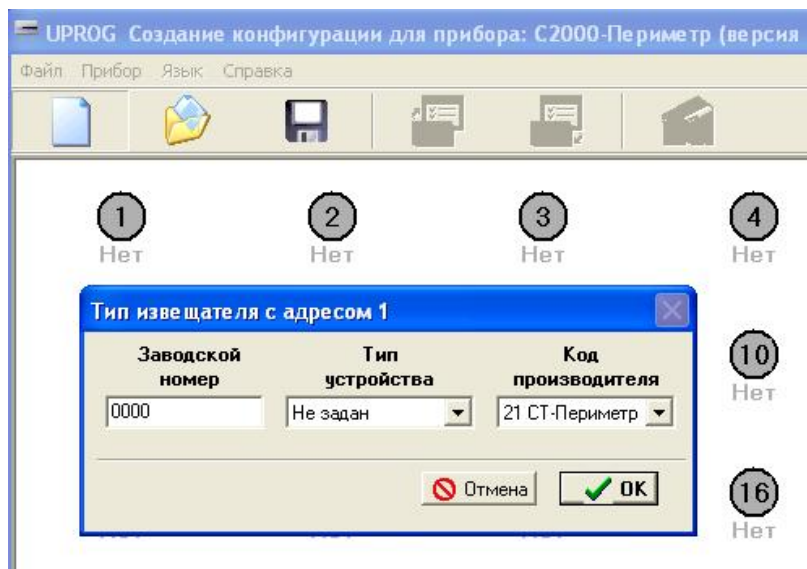 UPROG Создание конфигурации для прибора: С2000-Периметр (версия
Файл Прибор Язык Справка
1 2 3 4
Нет Нет Нет Нет
Тип извещателя с адресом 1
Заводской номер
Тип устройства
Код производителя
0000
Не задан
21 СТ-Периметр
Отмена
OK
10
Нет
16
Нет